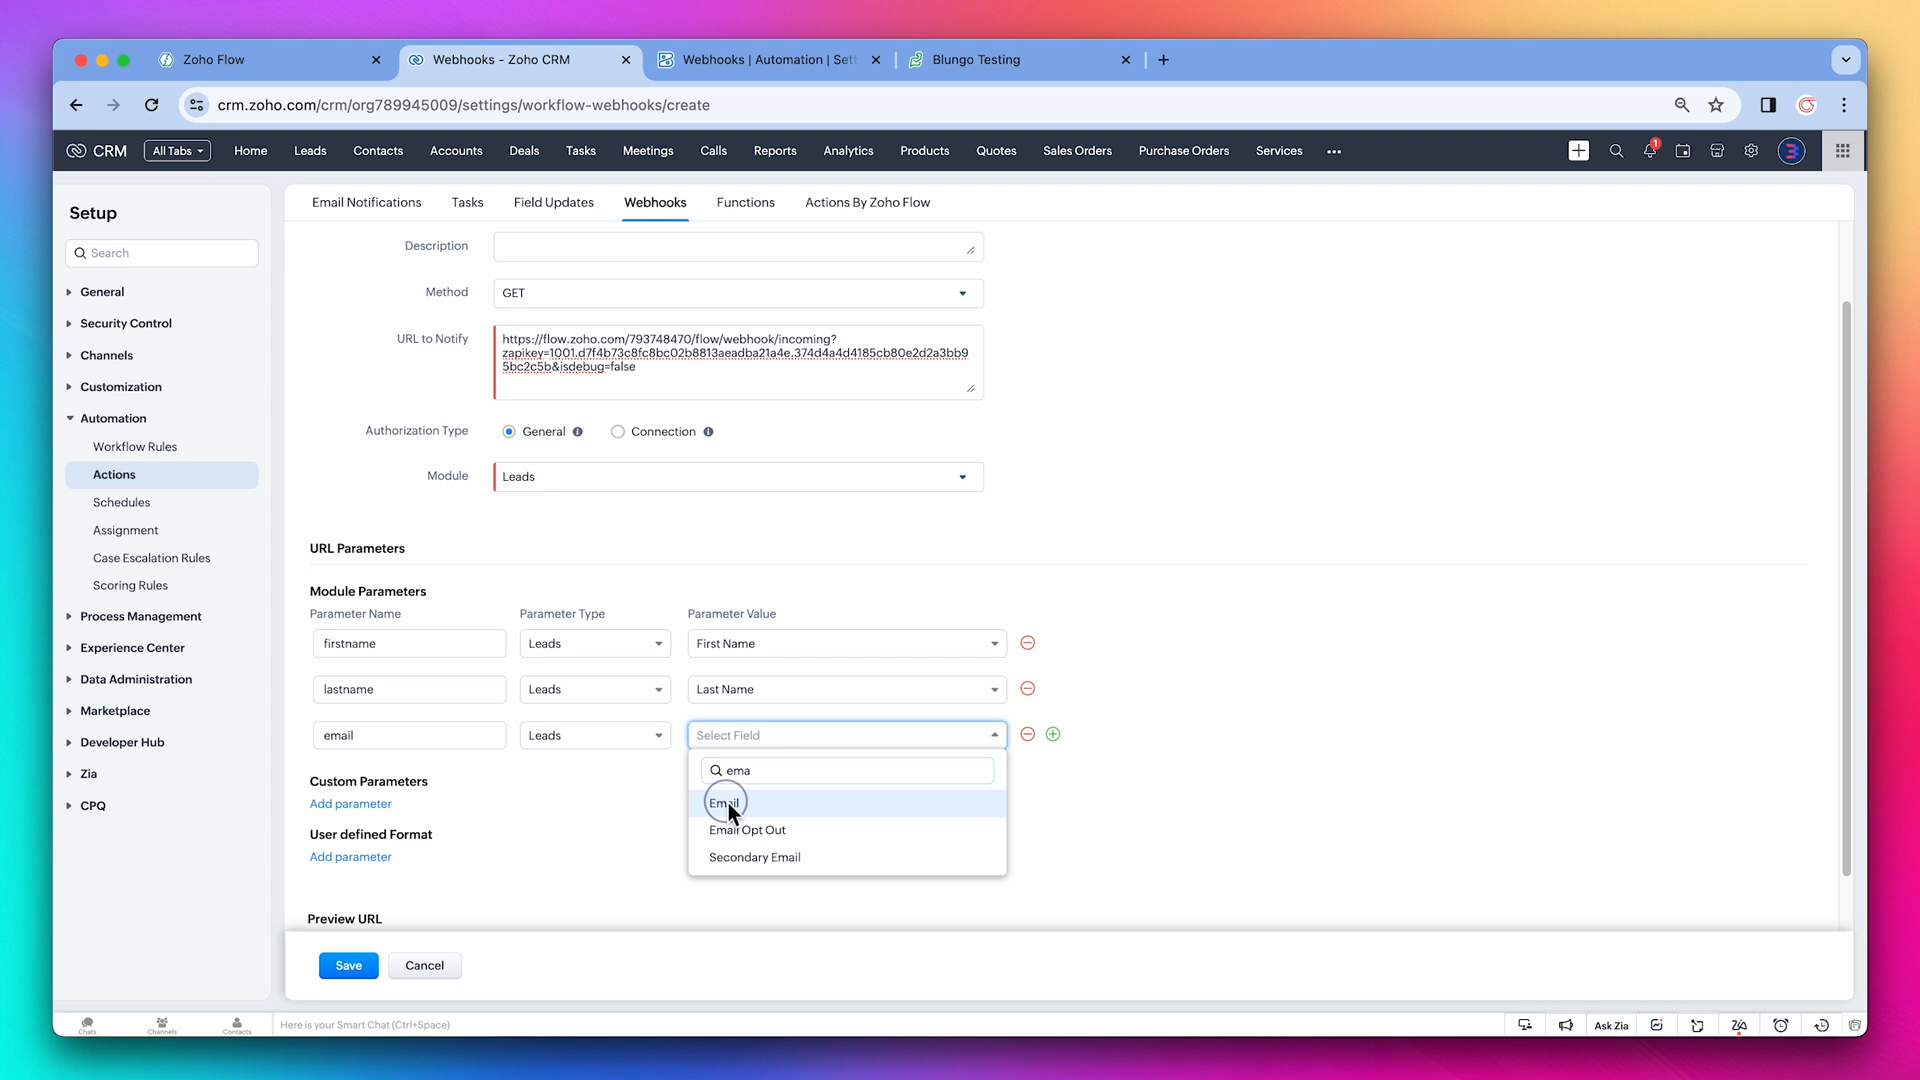 Zoho Flow
Webhooks - Zoho CRM
Webhooks | Automation | Sett
Blungo Testing
crm.zoho.com/crm/org789945009/settings/workflow-webhooks/create
CRM
All Tabs
Home
Leads
Contacts
Accounts
Deals
Tasks
Meetings
Calls
Reports
Analytics
Products
Quotes
Sales Orders
Purchase Orders
Services
1
Setup
Search
General
Security Control
Channels
Customization
Automation
Workflow Rules
Actions
Schedules
Assignment
Case Escalation Rules
Scoring Rules
Process Management
Experience Center
Data Administration
Marketplace
Developer Hub
Zia
CPQ
Email Notifications
Tasks
Field Updates
Webhooks
Functions
Actions By Zoho Flow
Description
Method
GET
URL to Notify
https://flow.zoho.com/793748470/flow/webhook/incoming?
zapikey=1001.d7f4b73c8fc8bc02b8813aeadba21a4e.374d4a4d4185cb80e2d2a3bb9
5bc2c5b&isdebug=false
Authorization Type
General
Connection
Module
Leads
URL Parameters
Module Parameters
Parameter Name
Parameter Type
Parameter Value
firstname
Leads
First Name
lastname
Leads
Last Name
email
Leads
Select Field
ema
Email
Email Opt Out
Secondary Email
Custom Parameters
Add parameter
User defined Format
Add parameter
Preview URL
Save
Cancel
Chats
Channels
Contacts
Here is your Smart Chat (Ctrl+Space)
Ask Zia